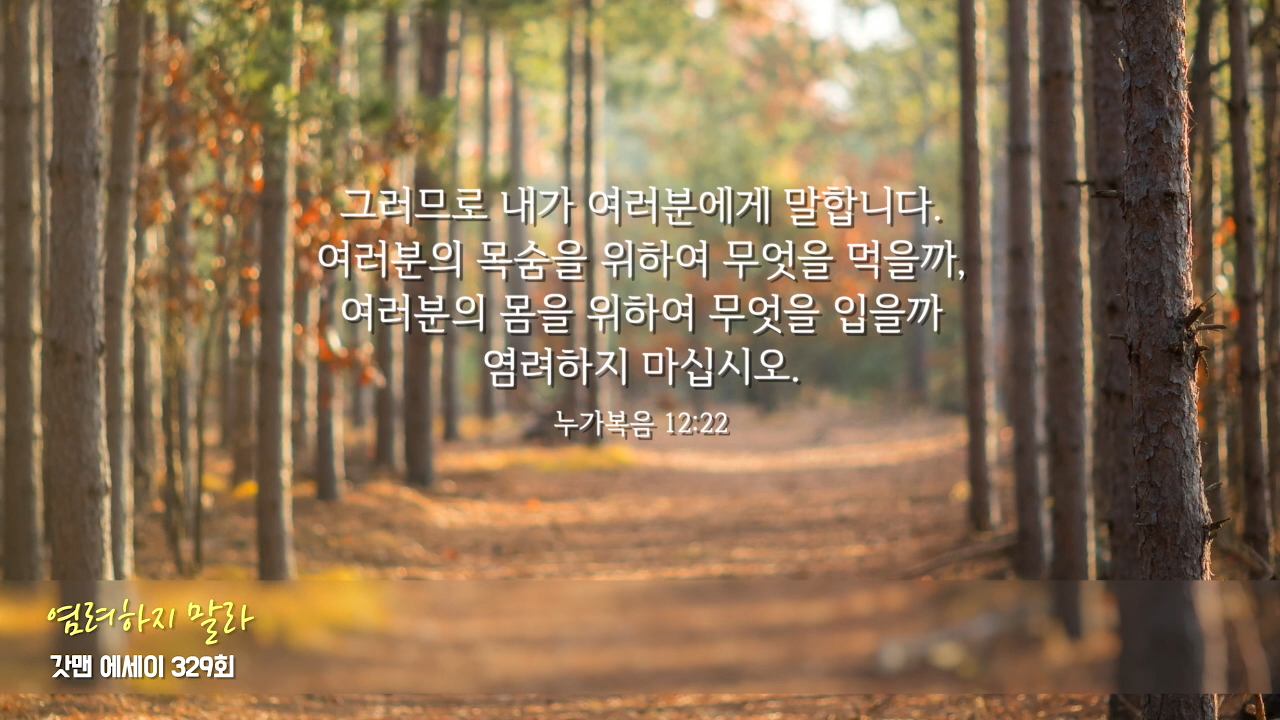 그러므로 내가 여러분에게 말합니다.
여러분의 목숨을 위하여 무엇을 먹을까,
여러분의 몸을 위하여 무엇을 입을까
염려하지 마십시오.
누가복음 12:22
염려하지 말라
갓맨 에세이 329회